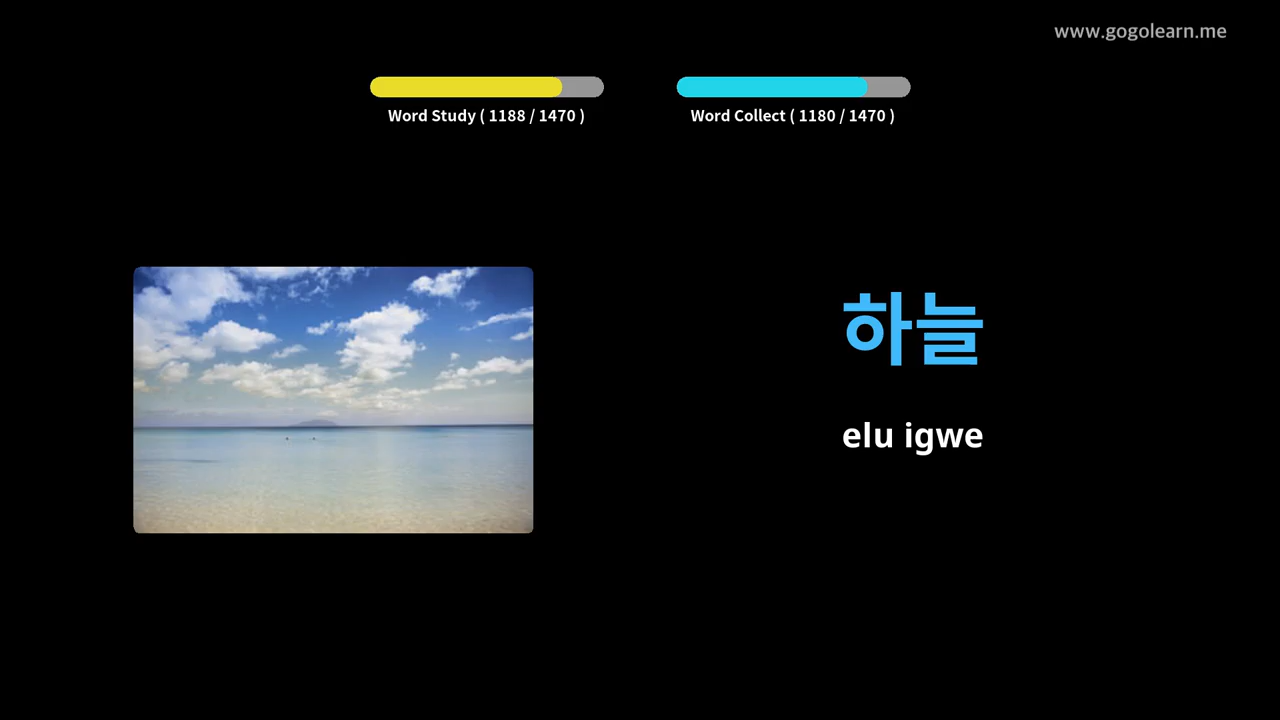 www.gogolearn.me
Word Study ( 1188 / 1470 )
Word Collect ( 1180 / 1470 )
하늘
elu igwe